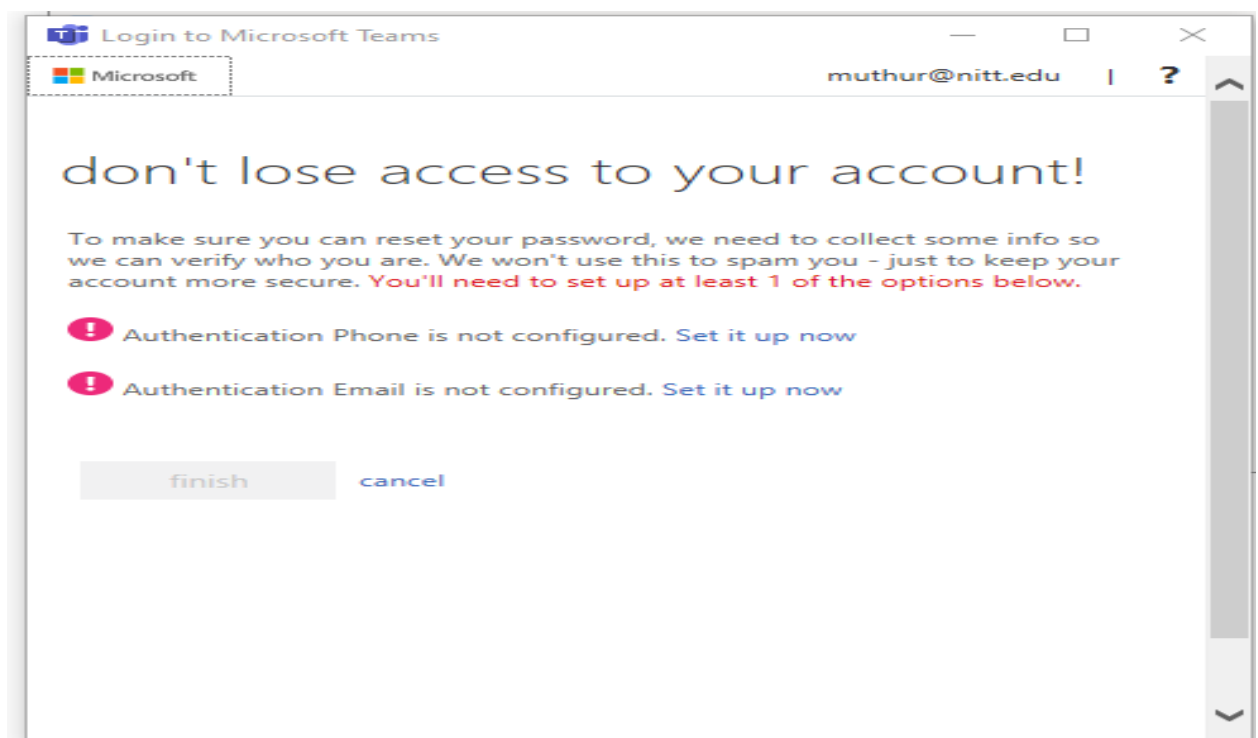 Login to Microsoft Teams
Microsoft
muthur@nitt.edu | ?
don't lose access to your account!
To make sure you can reset your password, we need to collect some info so
we can verify who you are. We won't use this to spam you - just to keep your
account more secure. You'll need to set up at least 1 of the options below.
! Authentication Phone is not configured. Set it up now
! Authentication Email is not configured. Set it up now
finish cancel